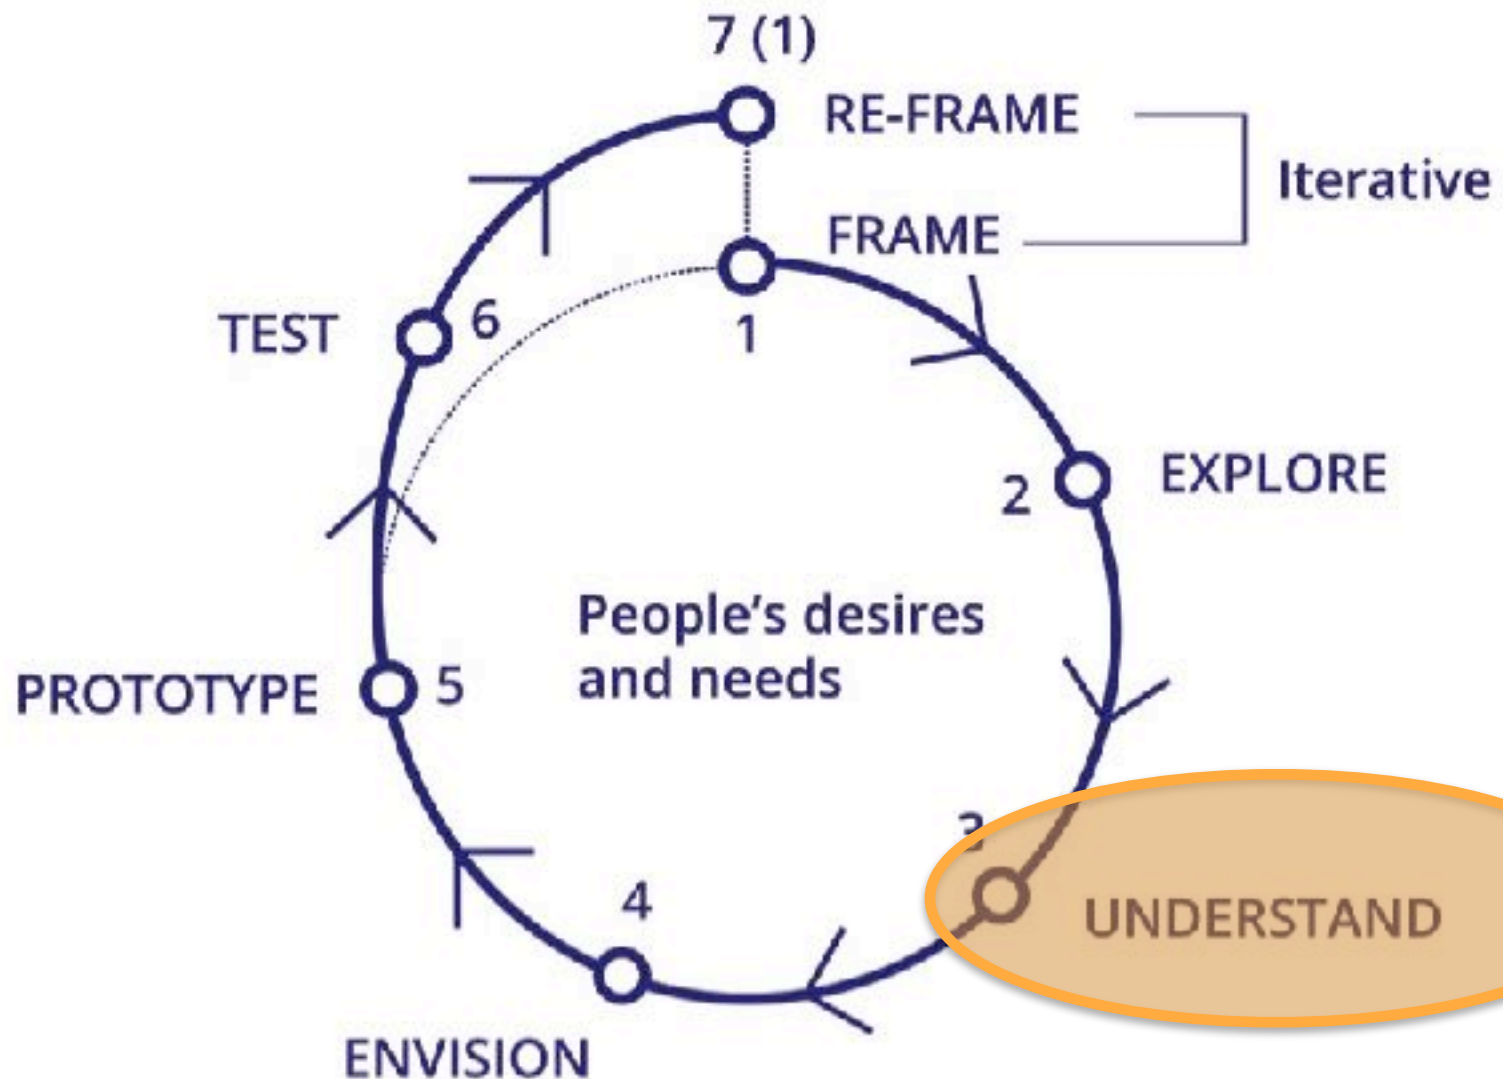 7 (1)
RE-FRAME
Iterative
FRAME
1
TEST
6
2
EXPLORE
People's desires
and needs
PROTOTYPE
5
3
UNDERSTAND
4
ENVISION